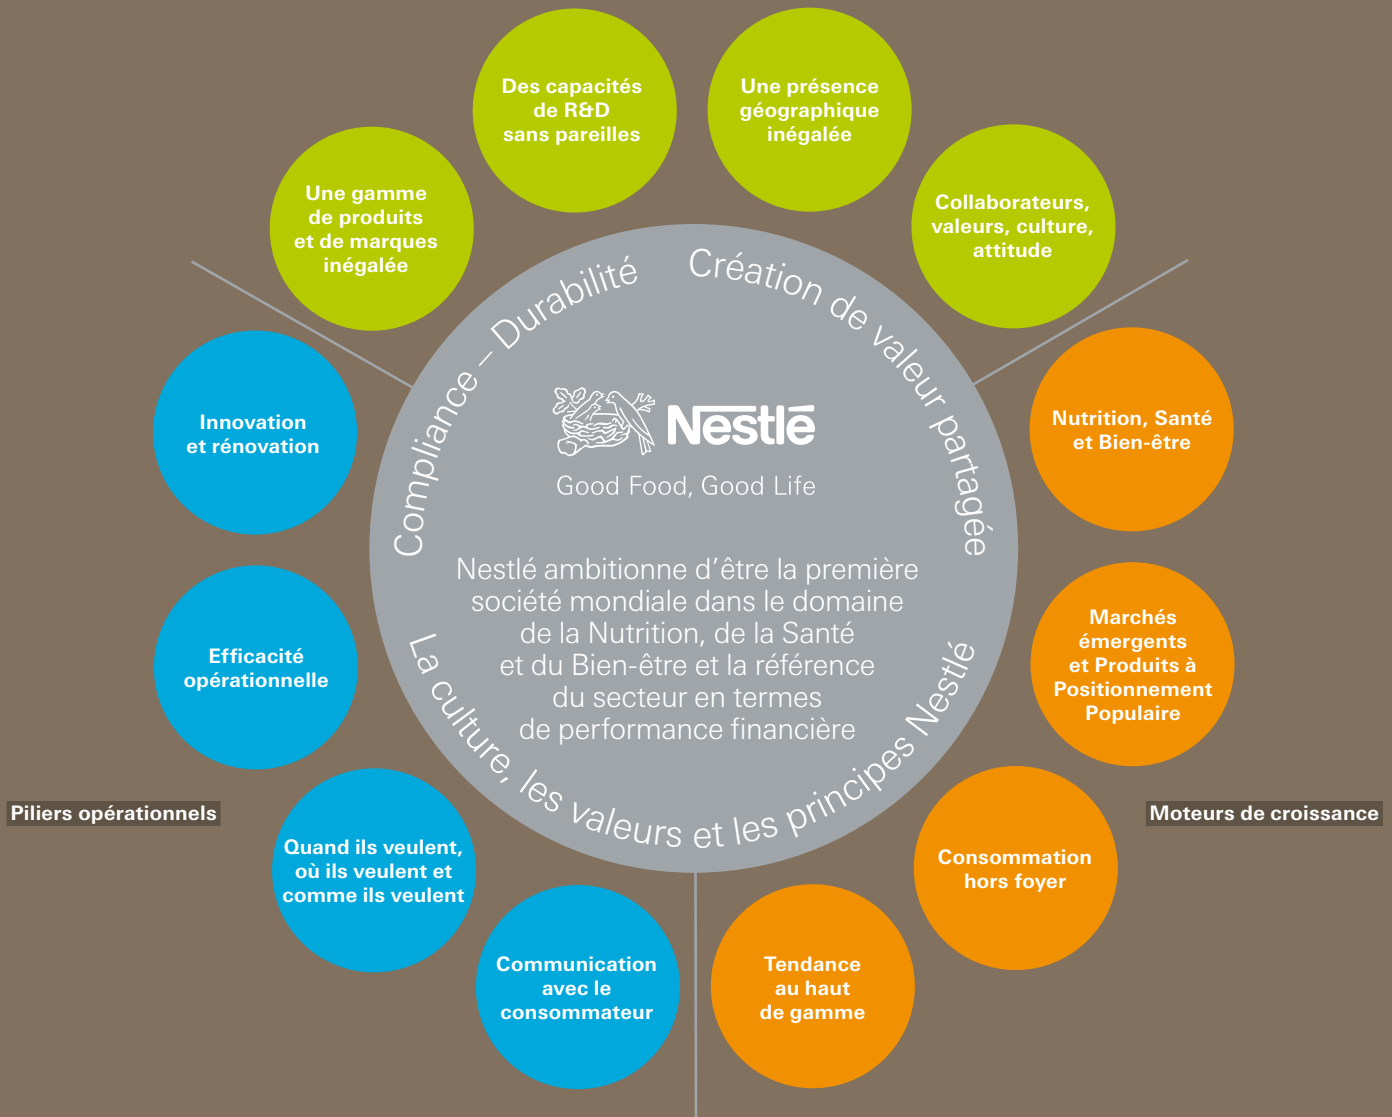 Une gamme
de produits
et de marques
inégalée
Des capacités
de R&D
sans pareilles
Une présence
géographique
inégalée
Collaborateurs,
valeurs, culture,
attitude
Compliance – Durabilité
Création de valeur partagée
Nestlé
Good Food, Good Life
Nestlé ambitionne d’être la première
société mondiale dans le domaine
de la Nutrition, de la Santé
et du Bien-être et la référence
du secteur en termes
de performance financière
La culture, les valeurs et les principes Nestlé
Nutrition, Santé
et Bien-être
Marchés
émergents
et Produits à
Positionnement
Populaire
Consommation
hors foyer
Tendance
au haut
de gamme
Moteurs de croissance
Innovation
et rénovation
Efficacité
opérationnelle
Quand ils veulent,
où ils veulent et
comme ils veulent
Communication
avec le
consommateur
Piliers opérationnels